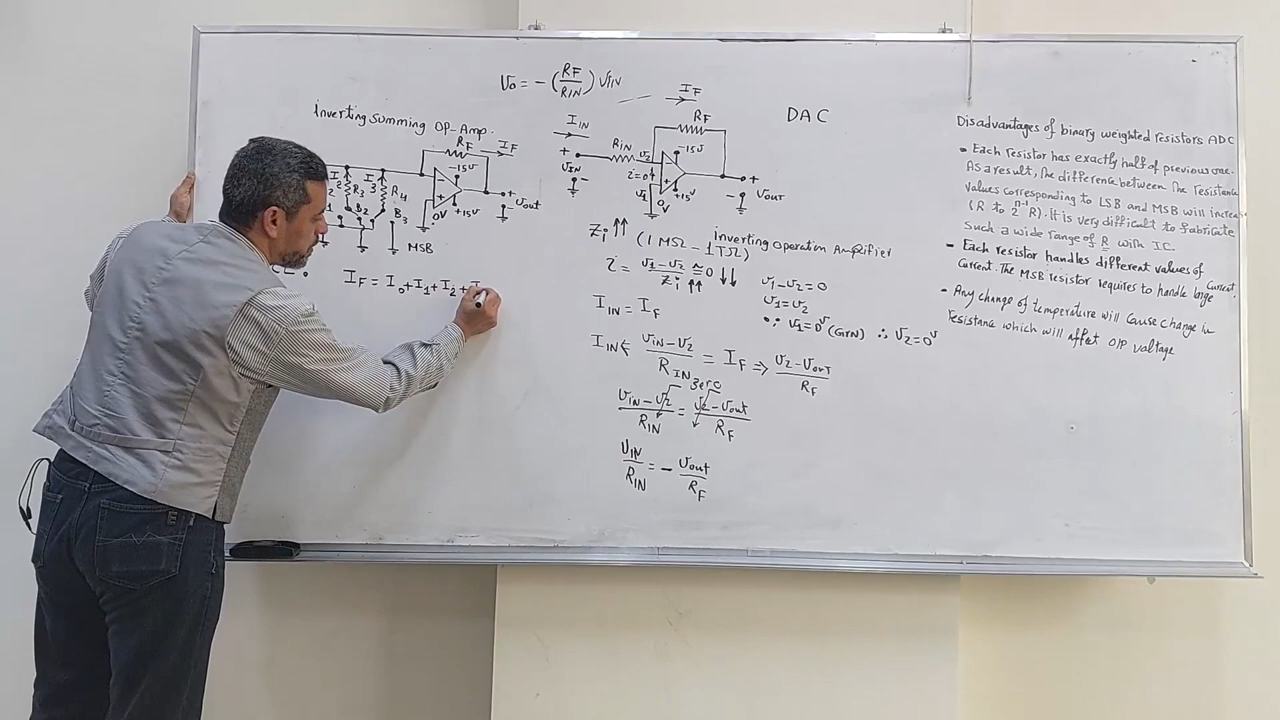 V₀ = - (RF/RIN) VIN
Inverting Summing OP-Amp.
RF
IF
-15V
+15V
0V
+
-
Vout
I 2
R3
I 3
R4
B2
B3
MSB
IF = I₀+I₁+I₂+I
IF
RF
IIN
RIN
V2
-15V
+
VIN
-
i=0
V1
0V
+15V
+
-
Vout
DAC
Inverting Operation Amplifier
Zi ↑↑ (1 MΩ - 1TΩ)
i = V1-V2/Zi ↑↑ ≅ 0 ↓↓
V1-V2=0
V1=V2
∵ V1=0V (GrN) ∴ V2=0V
IIN = IF
IIN ⇐ VIN-V2/RIN = IF ⇒ V2-Vout/RF
Zero
VIN-V2/RIN = V2-Vout/RF
VIN/RIN = - Vout/RF
Disadvantages of binary weighted resistors ADC
• Each resistor has exactly half of previous one.
As a result, The difference between The resistance
values corresponding to LSB and MSB will increa
(R to 2ⁿ⁻¹R). It is very difficult to fabricate
Such a wide range of R with IC.
• Each resistor handles different values of Current.
Current. The MSB resistor requires to handle large
• Any change of temperature will Cause change in
resistance which will affect O/P voltage